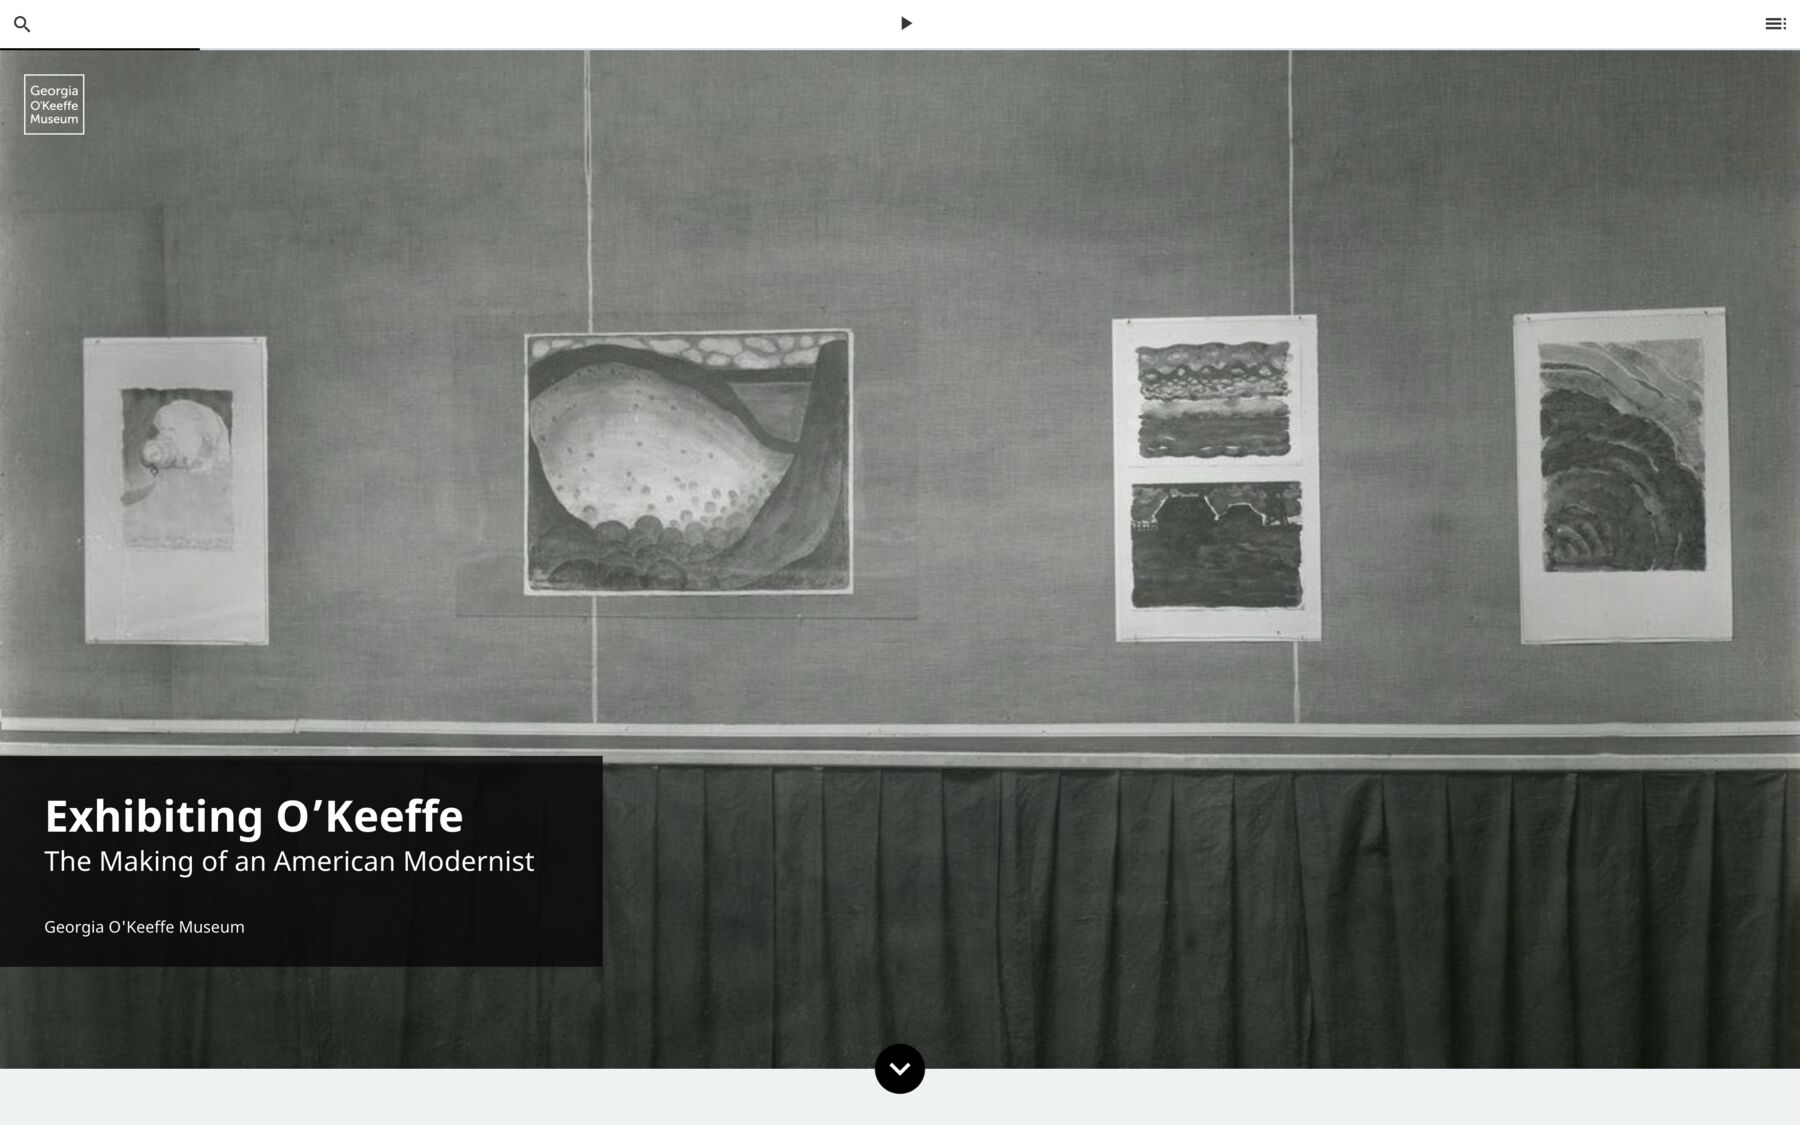 Georgia
O'Keeffe
Museum
Exhibiting O’Keeffe
The Making of an American Modernist
Georgia O'Keeffe Museum